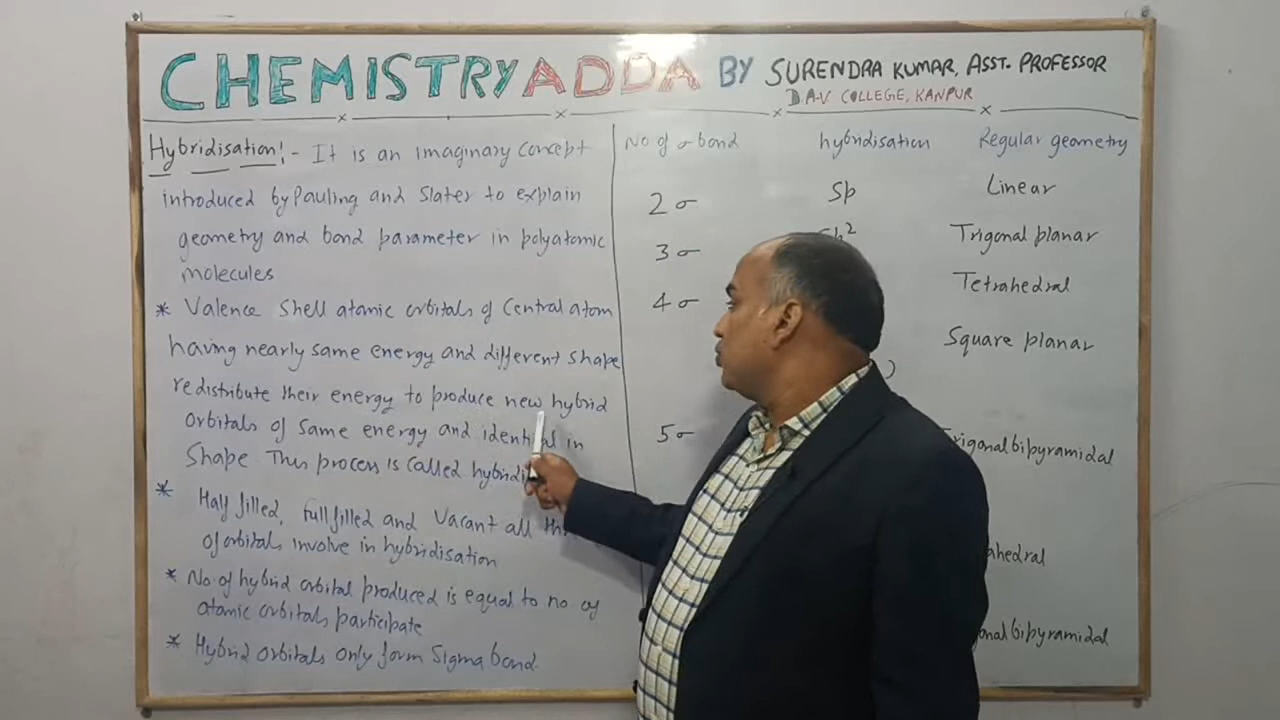 CHEMISTRY ADDA BY SURENDRA KUMAR, ASST. PROFESSOR
D A-V COLLEGE, KANPUR
Hybridisation!- It is an imaginary concept
introduced by Pauling and Slater to explain
geometry and bond parameter in polyatomic
molecules
* Valence Shell atomic orbitals of Central atom
having nearly same energy and different shape
redistribute their energy to produce new hybrid
orbitals of same energy and identical in
Shape This process is called
* Half filled, full filled and Vacant all
of orbitals involve in hybridisation
* No. of hybrid orbital produced is equal to no of
atomic orbitals participate
* Hybrid orbitals only form Sigma bond.
No of σ bond hybridisation Regular geometry
2 σ Sp Linear
3 σ Trigonal planar
4 σ Tetrahedral
Square planar
5 σ Trigonal bipyramidal